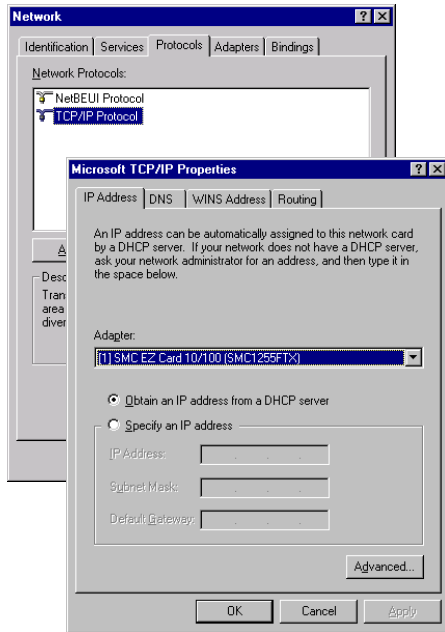 Network
Identification Services Protocols Adapters Bindings
Network Protocols:
NetBEUI Protocol
TCP/IP Protocol
Microsoft TCP/IP Properties
IP Address DNS WINS Address Routing
An IP address can be automatically assigned to this network card
by a DHCP server. If your network does not have a DHCP server,
ask your network administrator for an address, and then type it in
the space below.
A
Desc
Tran
area
diver
Adapter:
[1] SMC EZ Card 10/100 (SMC1255FTX)
Obtain an IP address from a DHCP server
Specify an IP address
IP Address:
Subnet Mask:
Default Gateway:
Advanced...
OK Cancel Apply